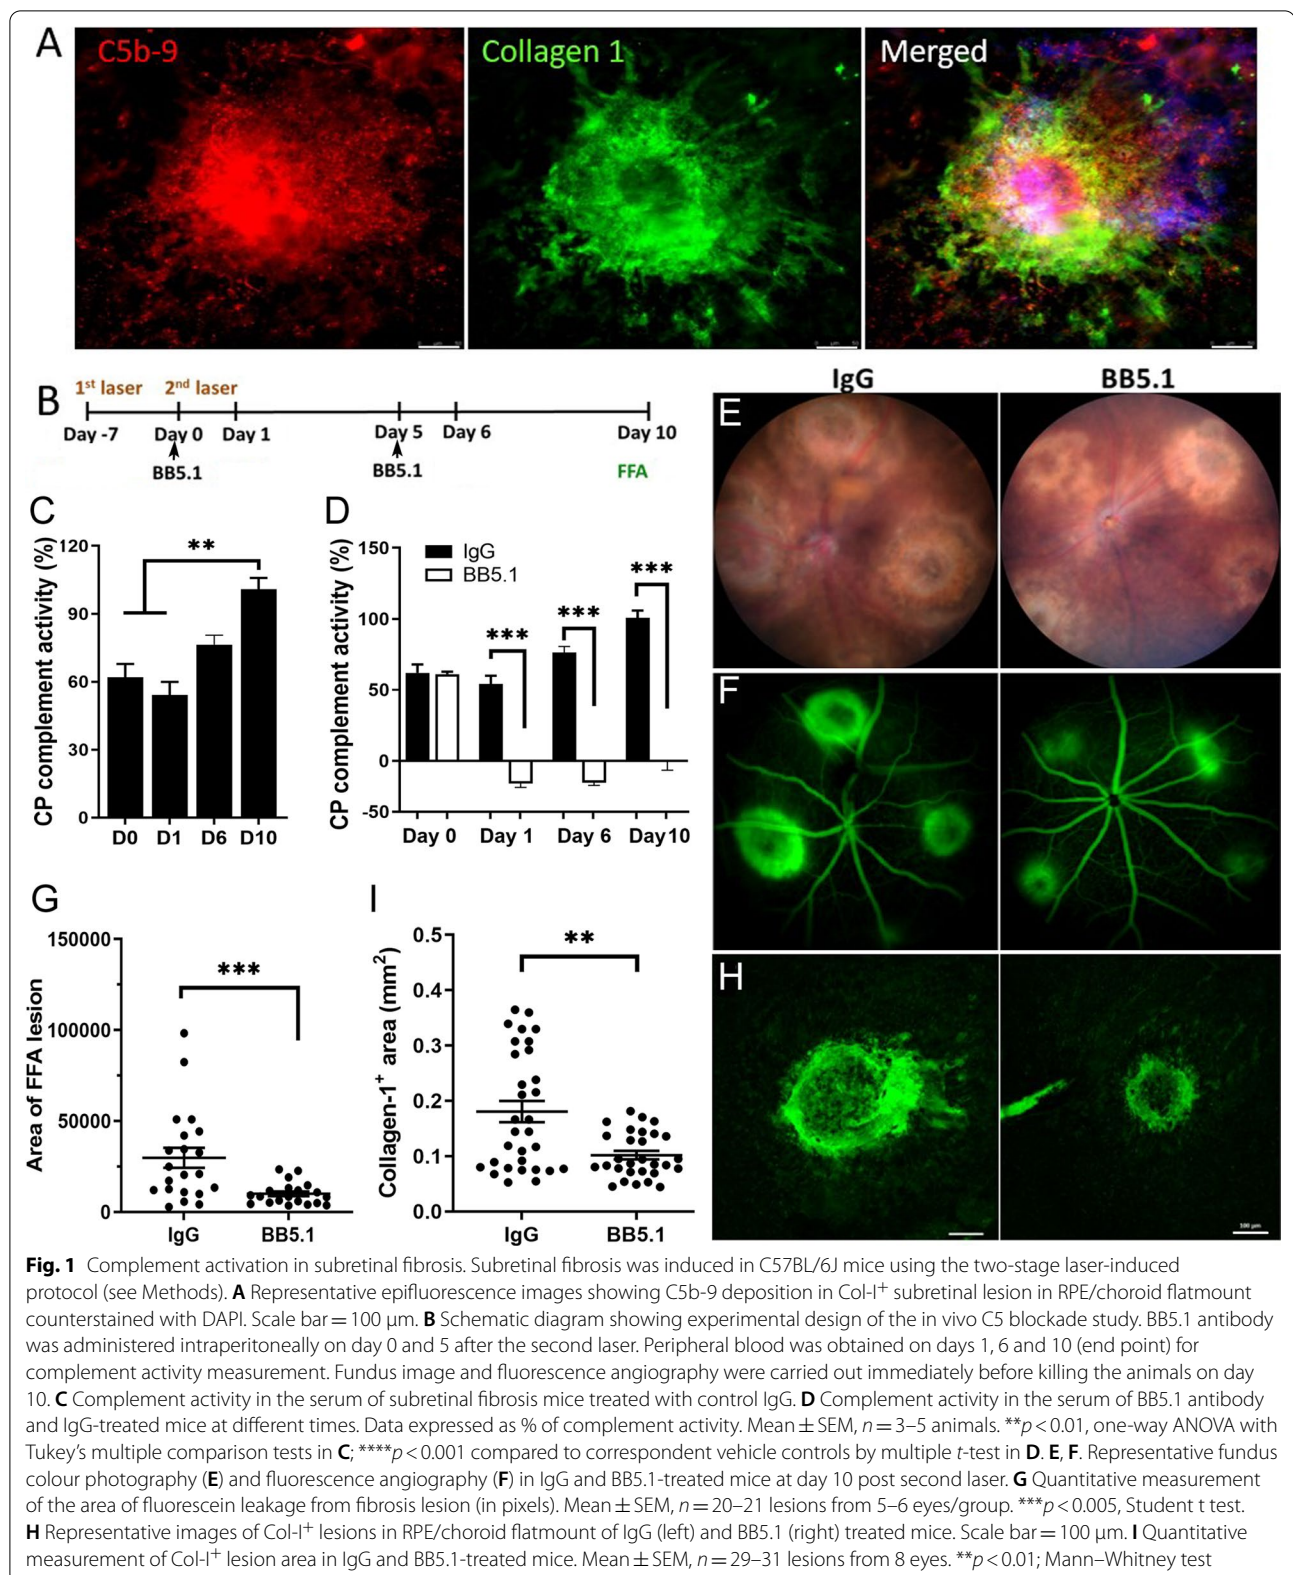 A
C5b-9
Collagen 1
Merged
B
1st laser 2nd laser
Day -7 Day 0 Day 1 Day 5 Day 6 Day 10
BB5.1 BB5.1 FFA
IgG BB5.1
E
C
CP complement activity (%)
120
90
60
30
0
**
D0 D1 D6 D10
D
CP complement activity (%)
150
100
50
0
-50
IgG
BB5.1
***
***
***
Day 0 Day 1 Day 6 Day10
F
G
Area of FFA lesion
150000
100000
50000
0
***
IgG BB5.1
I
Collagen-1+ area (mm2)
0.5
0.4
0.3
0.2
0.1
0.0
**
IgG BB5.1
H
100 µm
Fig. 1 Complement activation in subretinal fibrosis. Subretinal fibrosis was induced in C57BL/6J mice using the two-stage laser-induced
protocol (see Methods). A Representative epifluorescence images showing C5b-9 deposition in Col-I+ subretinal lesion in RPE/choroid flatmount
counterstained with DAPI. Scale bar = 100 µm. B Schematic diagram showing experimental design of the in vivo C5 blockade study. BB5.1 antibody
was administered intraperitoneally on day 0 and 5 after the second laser. Peripheral blood was obtained on days 1, 6 and 10 (end point) for
complement activity measurement. Fundus image and fluorescence angiography were carried out immediately before killing the animals on day
10. C Complement activity in the serum of subretinal fibrosis mice treated with control IgG. D Complement activity in the serum of BB5.1 antibody
and IgG-treated mice at different times. Data expressed as % of complement activity. Mean ± SEM, n = 3–5 animals. **p < 0.01, one-way ANOVA with
Tukey's multiple comparison tests in C; ****p < 0.001 compared to correspondent vehicle controls by multiple t-test in D. E, F. Representative fundus
colour photography (E) and fluorescence angiography (F) in IgG and BB5.1-treated mice at day 10 post second laser. G Quantitative measurement
of the area of fluorescein leakage from fibrosis lesion (in pixels). Mean ± SEM, n = 20–21 lesions from 5–6 eyes/group. ***p < 0.005, Student t test.
H Representative images of Col-I+ lesions in RPE/choroid flatmount of IgG (left) and BB5.1 (right) treated mice. Scale bar = 100 µm. I Quantitative
measurement of Col-I+ lesion area in IgG and BB5.1-treated mice. Mean ± SEM, n = 29–31 lesions from 8 eyes. **p < 0.01; Mann–Whitney test